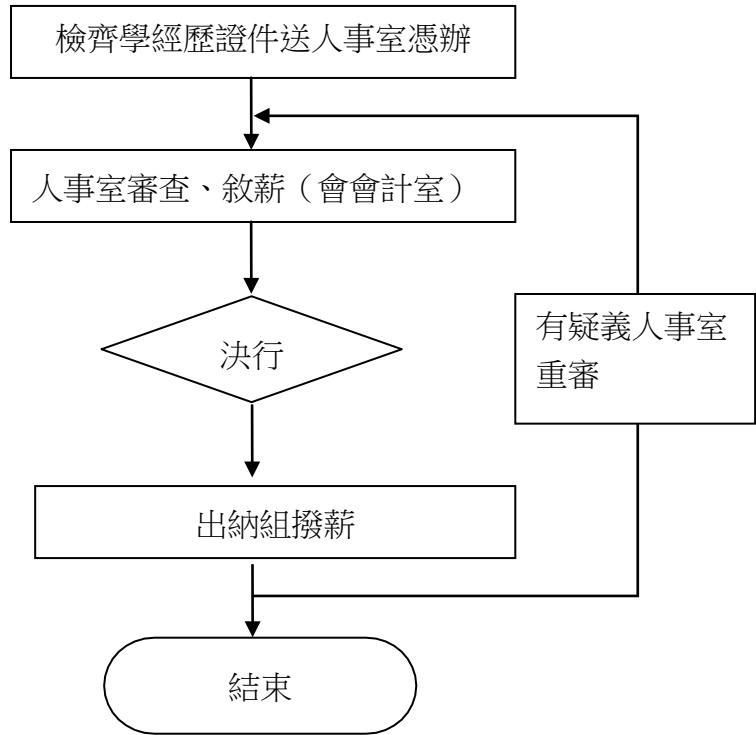 檢齊學經歷證件送人事室憑辦
人事室審查、敘薪（會會計室）
決行
有疑義人事室
重審
出納組撥薪
結束